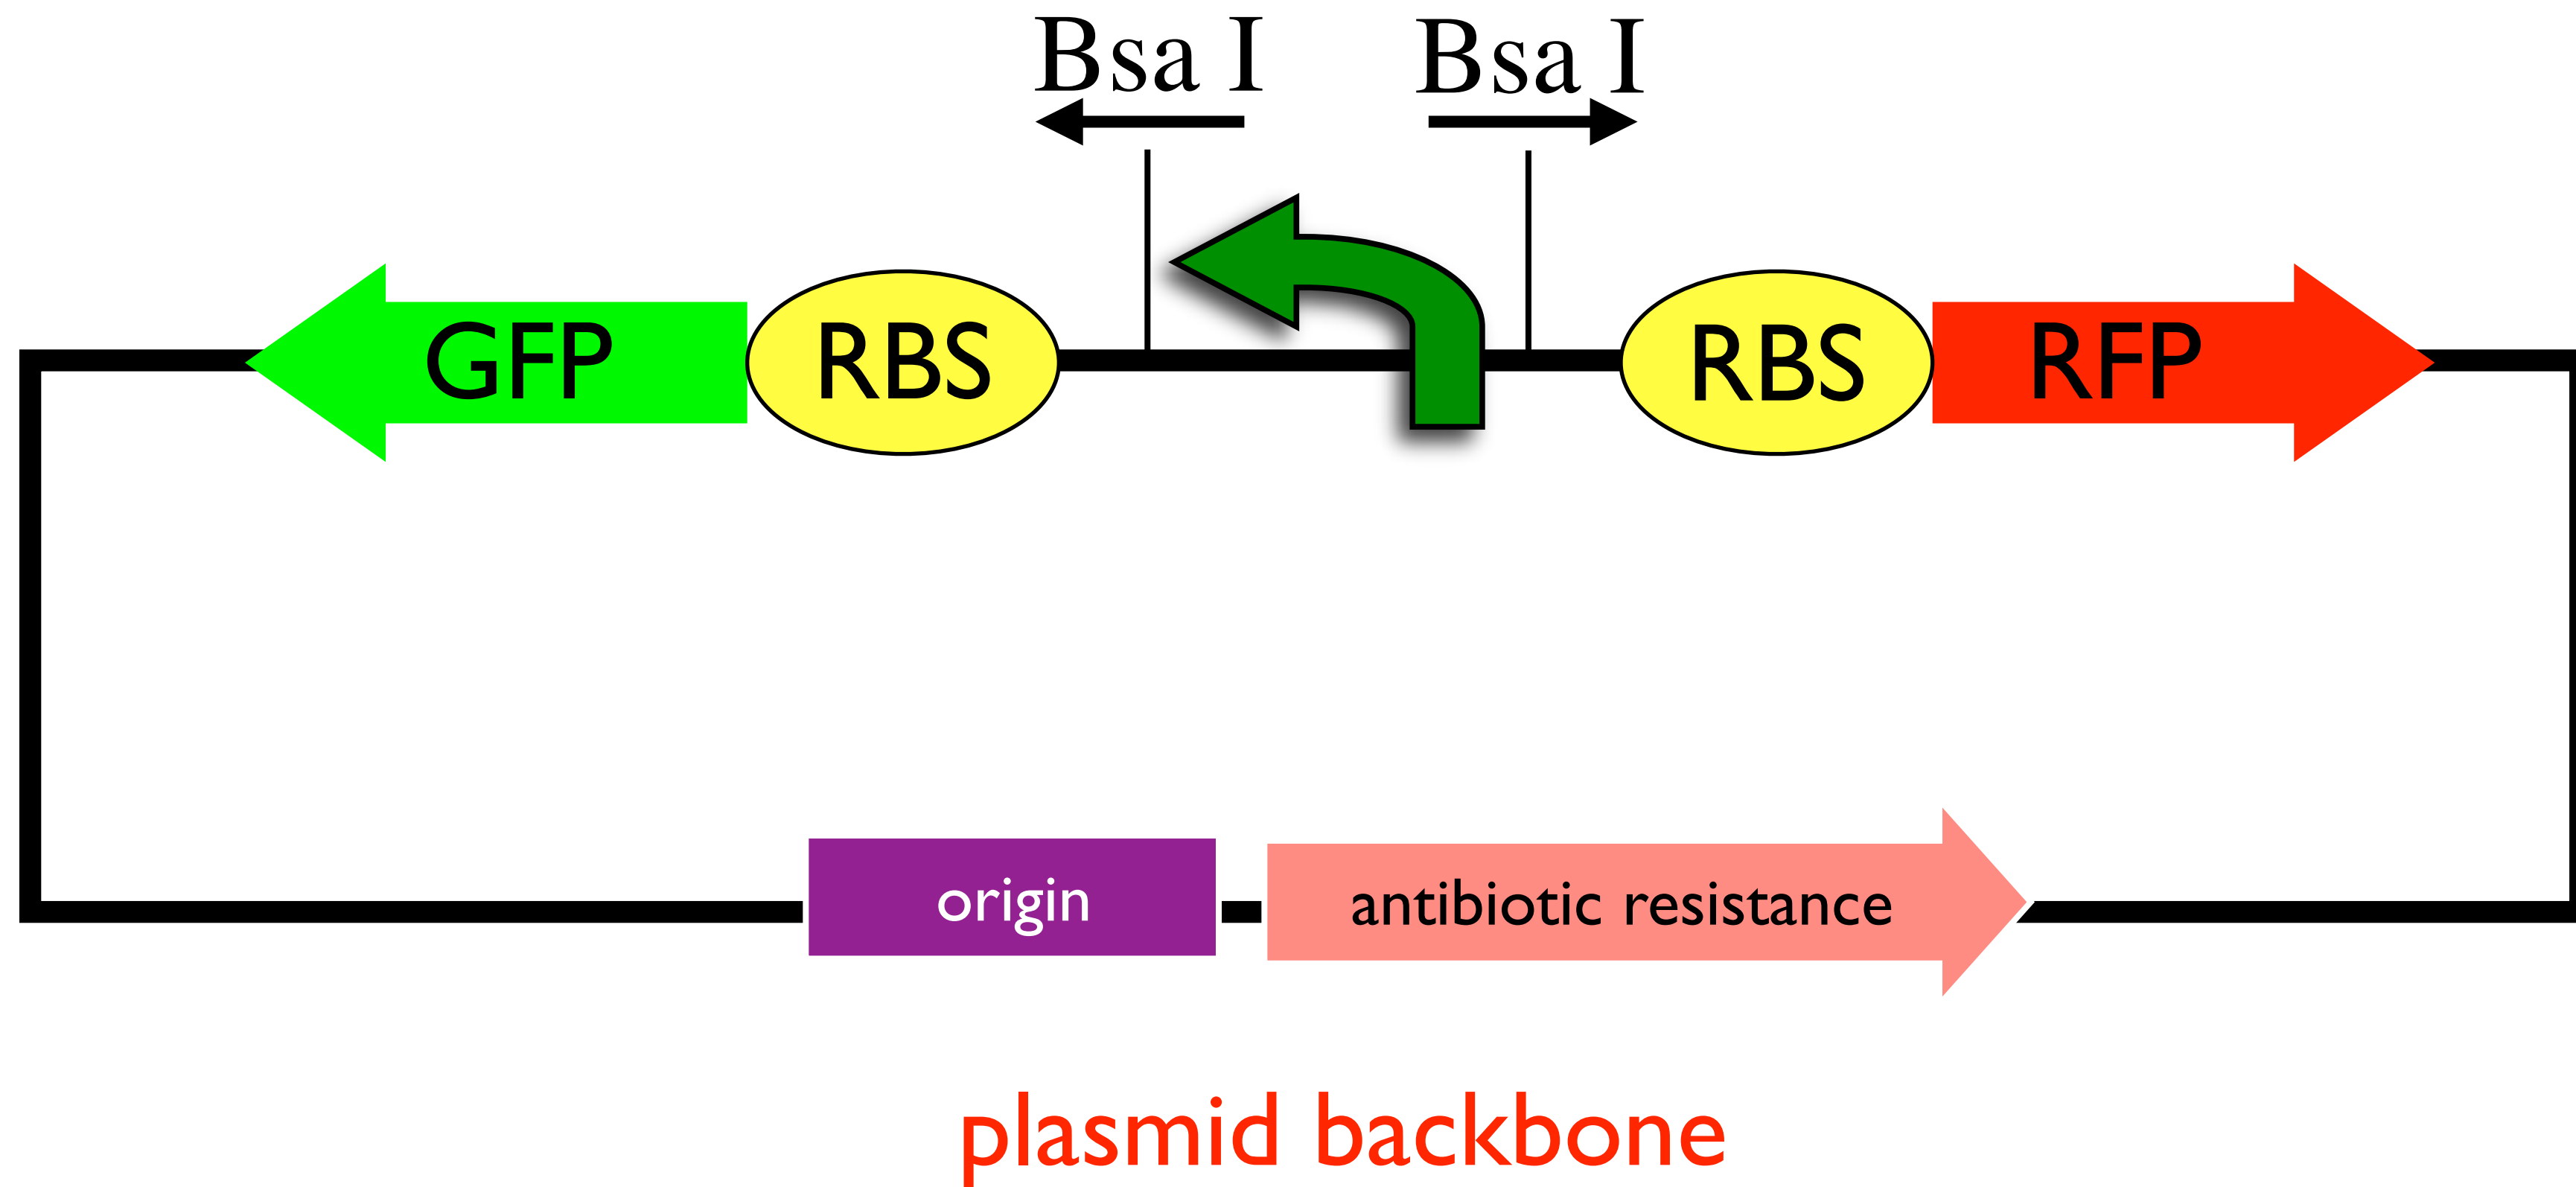 Bsa I Bsa I
GFP RBS RBS RFP
origin antibiotic resistance
plasmid backbone